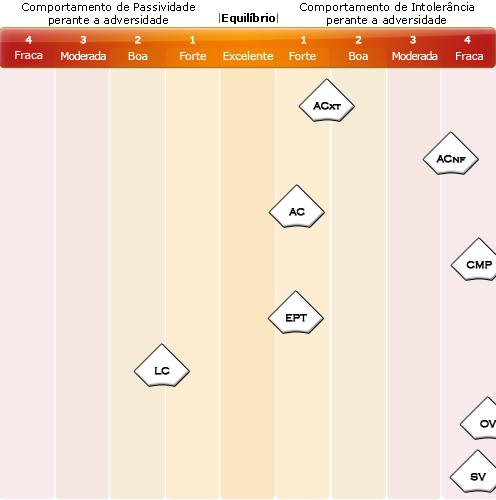 Comportamento de Passividade
perante a adversidade
|Equilíbrio|
Comportamento de Intolerância
perante a adversidade
4 3 2 1 1 2 3 4
Fraca Moderada Boa Forte Excelente Forte Boa Moderada Fraca
ACXT
ACNF
AC
CMP
EPT
LC
OV
SV